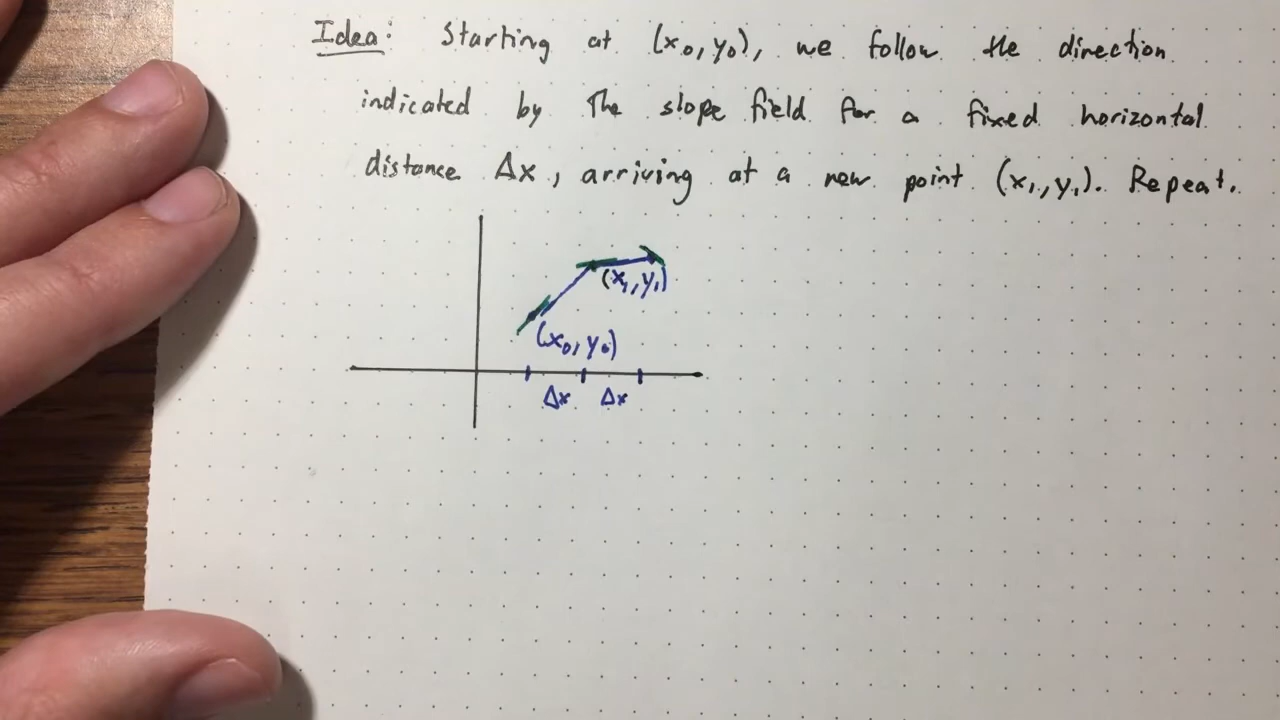 Idea: Starting at (x₀, y₀), we follow the direction
indicated by the slope field for a fixed horizontal
distance Δx, arriving at a new point (x₁, y₁). Repeat.
(x₁, y₁)
(x₀, y₀)
Δx Δx